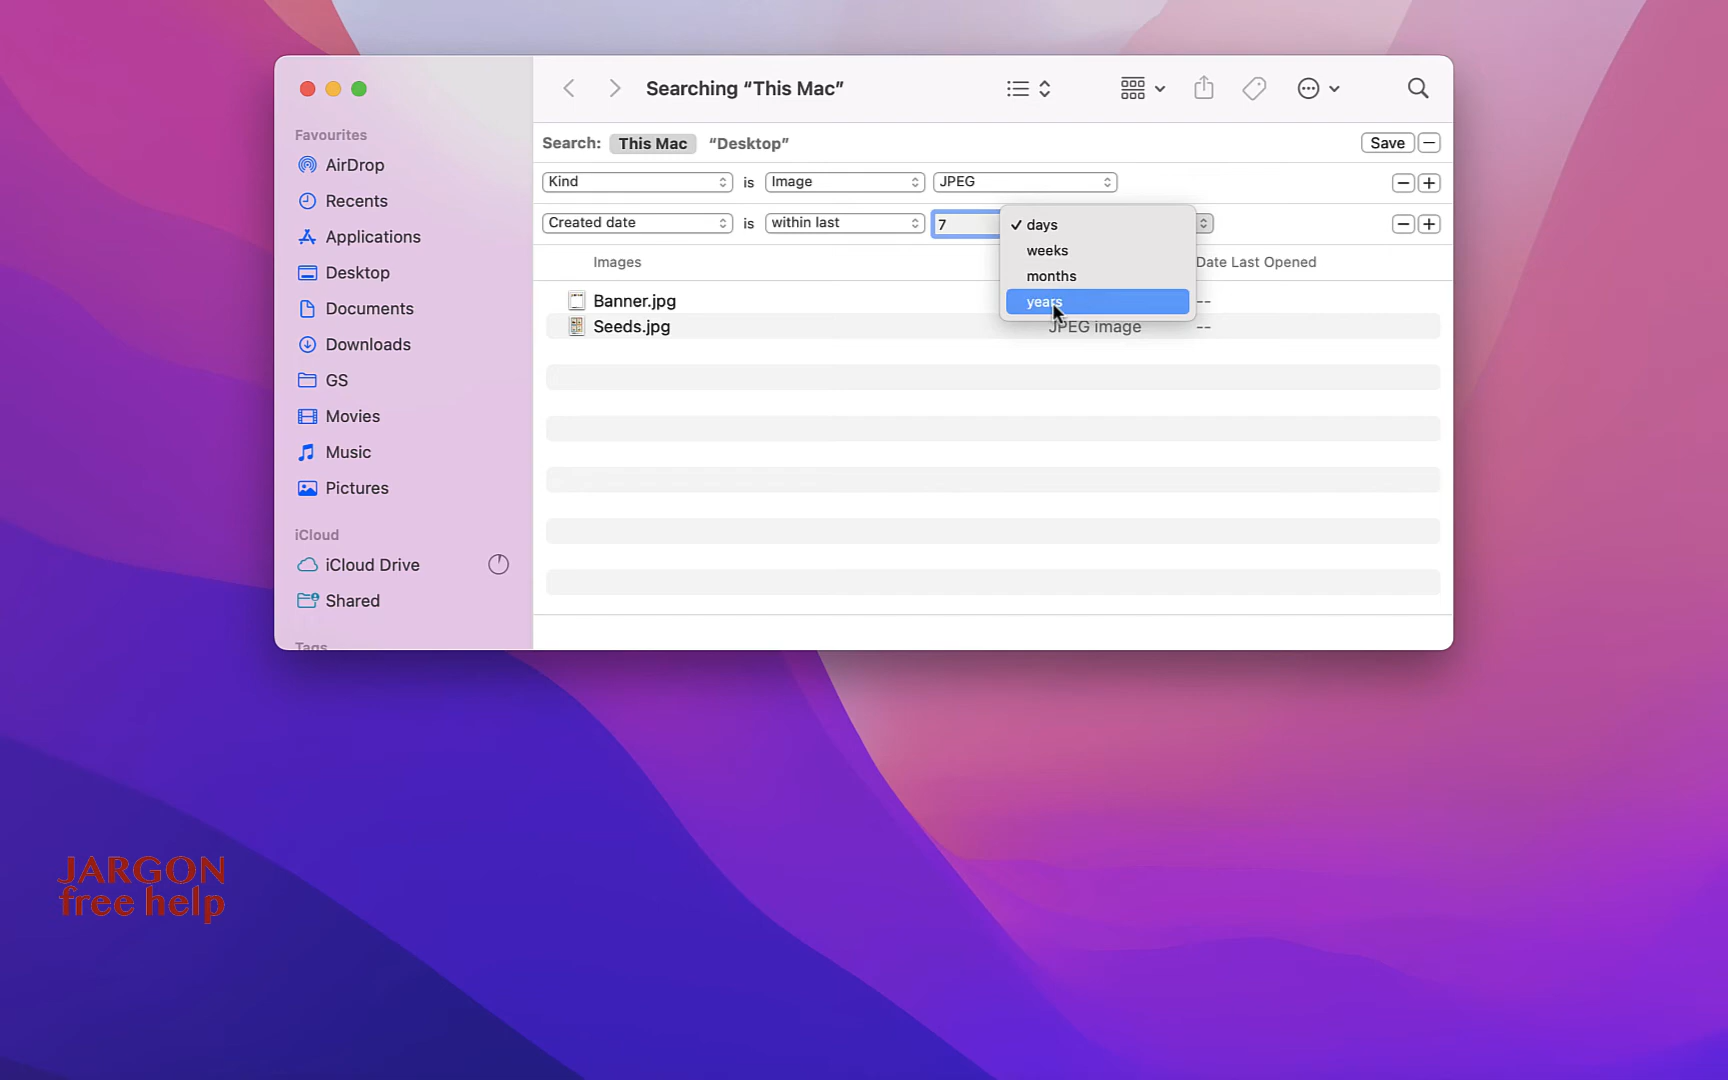 Searching “This Mac”
Favourites
AirDrop
Recents
Applications
Desktop
Documents
Downloads
GS
Movies
Music
Pictures
iCloud
iCloud Drive
Shared
Tags
Search: This Mac “Desktop” Save
Kind is Image JPEG
Created date is within last 7
days
weeks
months
years
Images Date Last Opened
Banner.jpg --
Seeds.jpg JPEG image --
JARGON
free help